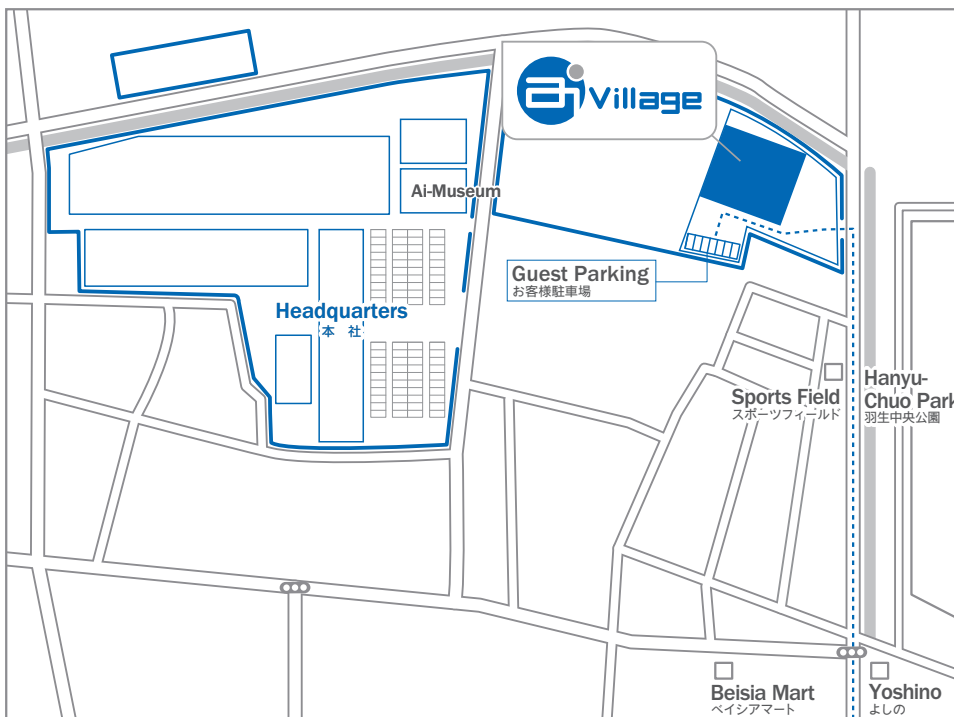 Ai Village
Ai-Museum
Guest Parking
お客様駐車場
Headquarters
本 社
Sports Field
スポーツフィールド
Hanyu-
Chuo Park
羽生中央公園
Beisia Mart
ベイシアマート
Yoshino
よしの